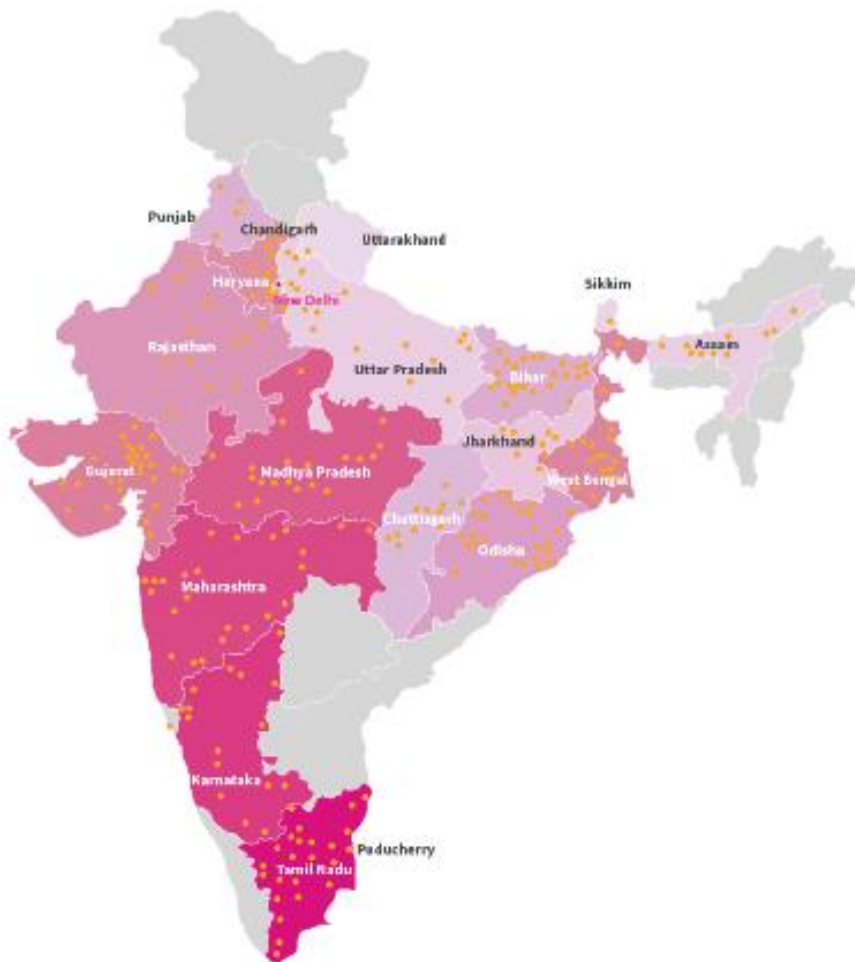 Punjab
Chandigarh
Uttarakhand
Haryana
New Delhi
Sikkim
Rajasthan
Assam
Uttar Pradesh
Bihar
Jharkhand
Gujarat
Madhya Pradesh
West Bengal
Chattisgarh
Odisha
Maharashtra
Karnataka
Paducherry
Tamil Nadu